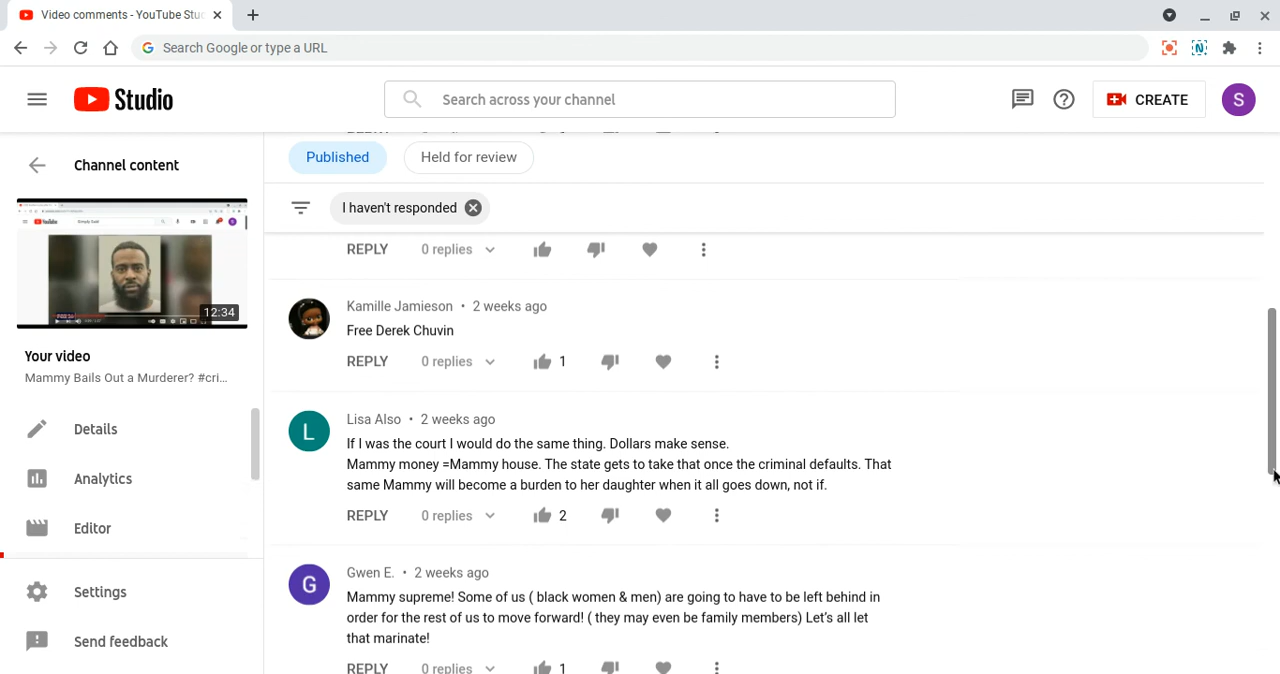 Video comments - YouTube Stu
Search Google or type a URL
Studio
Search across your channel
CREATE
S
Channel content
Published
Held for review
I haven't responded
12:34
Your video
Mammy Bails Out a Murderer? #cri...
Details
Analytics
Editor
Settings
Send feedback
REPLY 0 replies
Kamille Jamieson • 2 weeks ago
Free Derek Chuvin
REPLY 0 replies 1
L
Lisa Also • 2 weeks ago
If I was the court I would do the same thing. Dollars make sense.
Mammy money =Mammy house. The state gets to take that once the criminal defaults. That
same Mammy will become a burden to her daughter when it all goes down, not if.
REPLY 0 replies 2
G
Gwen E. • 2 weeks ago
Mammy supreme! Some of us ( black women & men) are going to have to be left behind in
order for the rest of us to move forward! ( they may even be family members) Let's all let
that marinate!
REPLY 0 replies 1